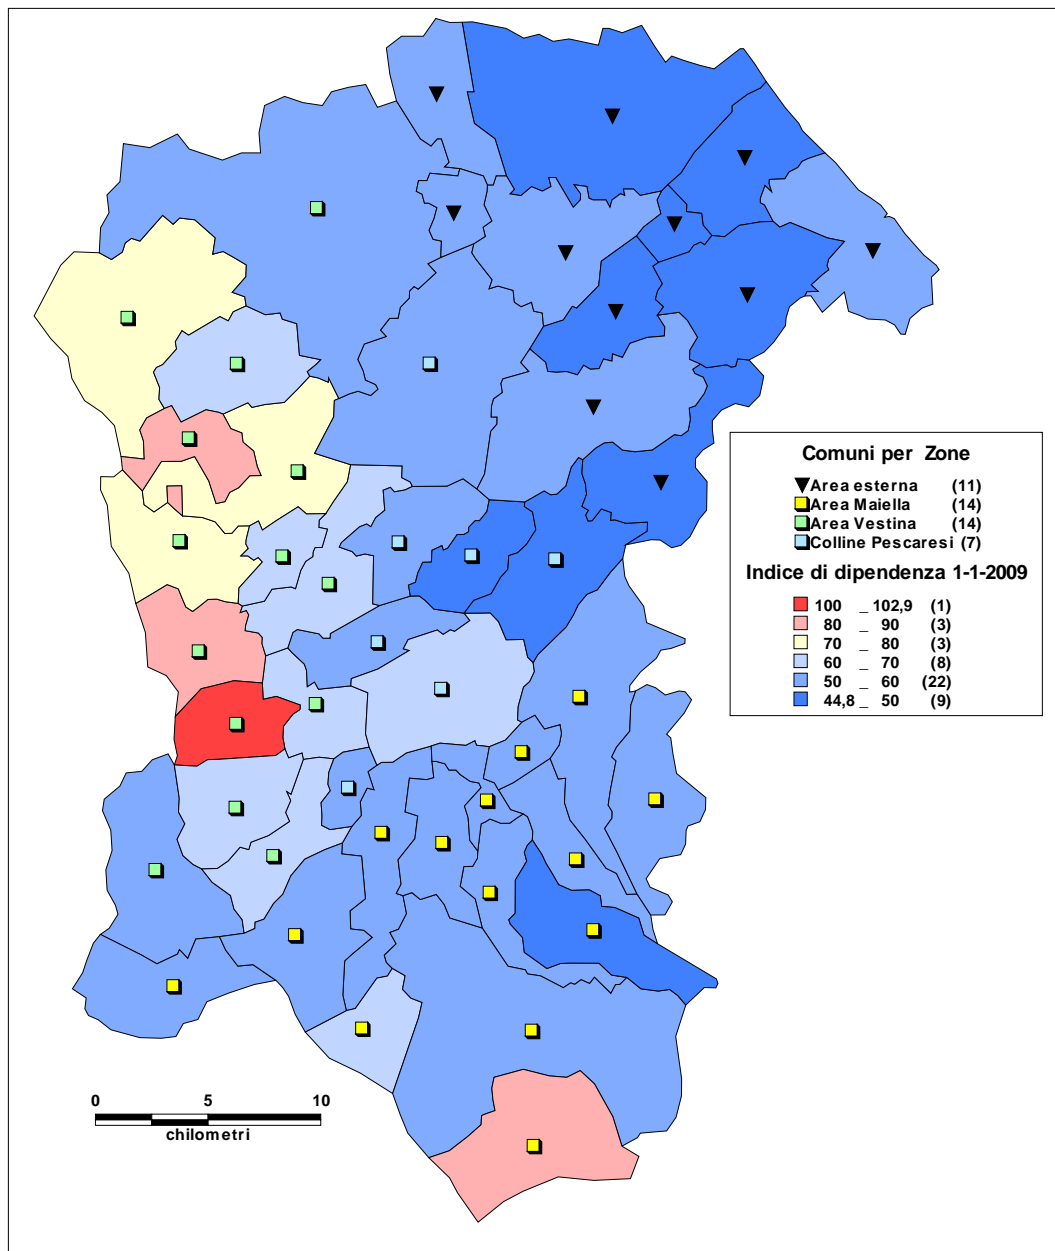 Comuni per Zone
Area esterna (11)
Area Maiella (14)
Area Vestina (14)
Colline Pescaresi (7)
Indice di dipendenza 1-1-2009
100 _ 102,9 (1)
80 _ 90 (3)
70 _ 80 (3)
60 _ 70 (8)
50 _ 60 (22)
44,8 _ 50 (9)
0 5 10
chilometri